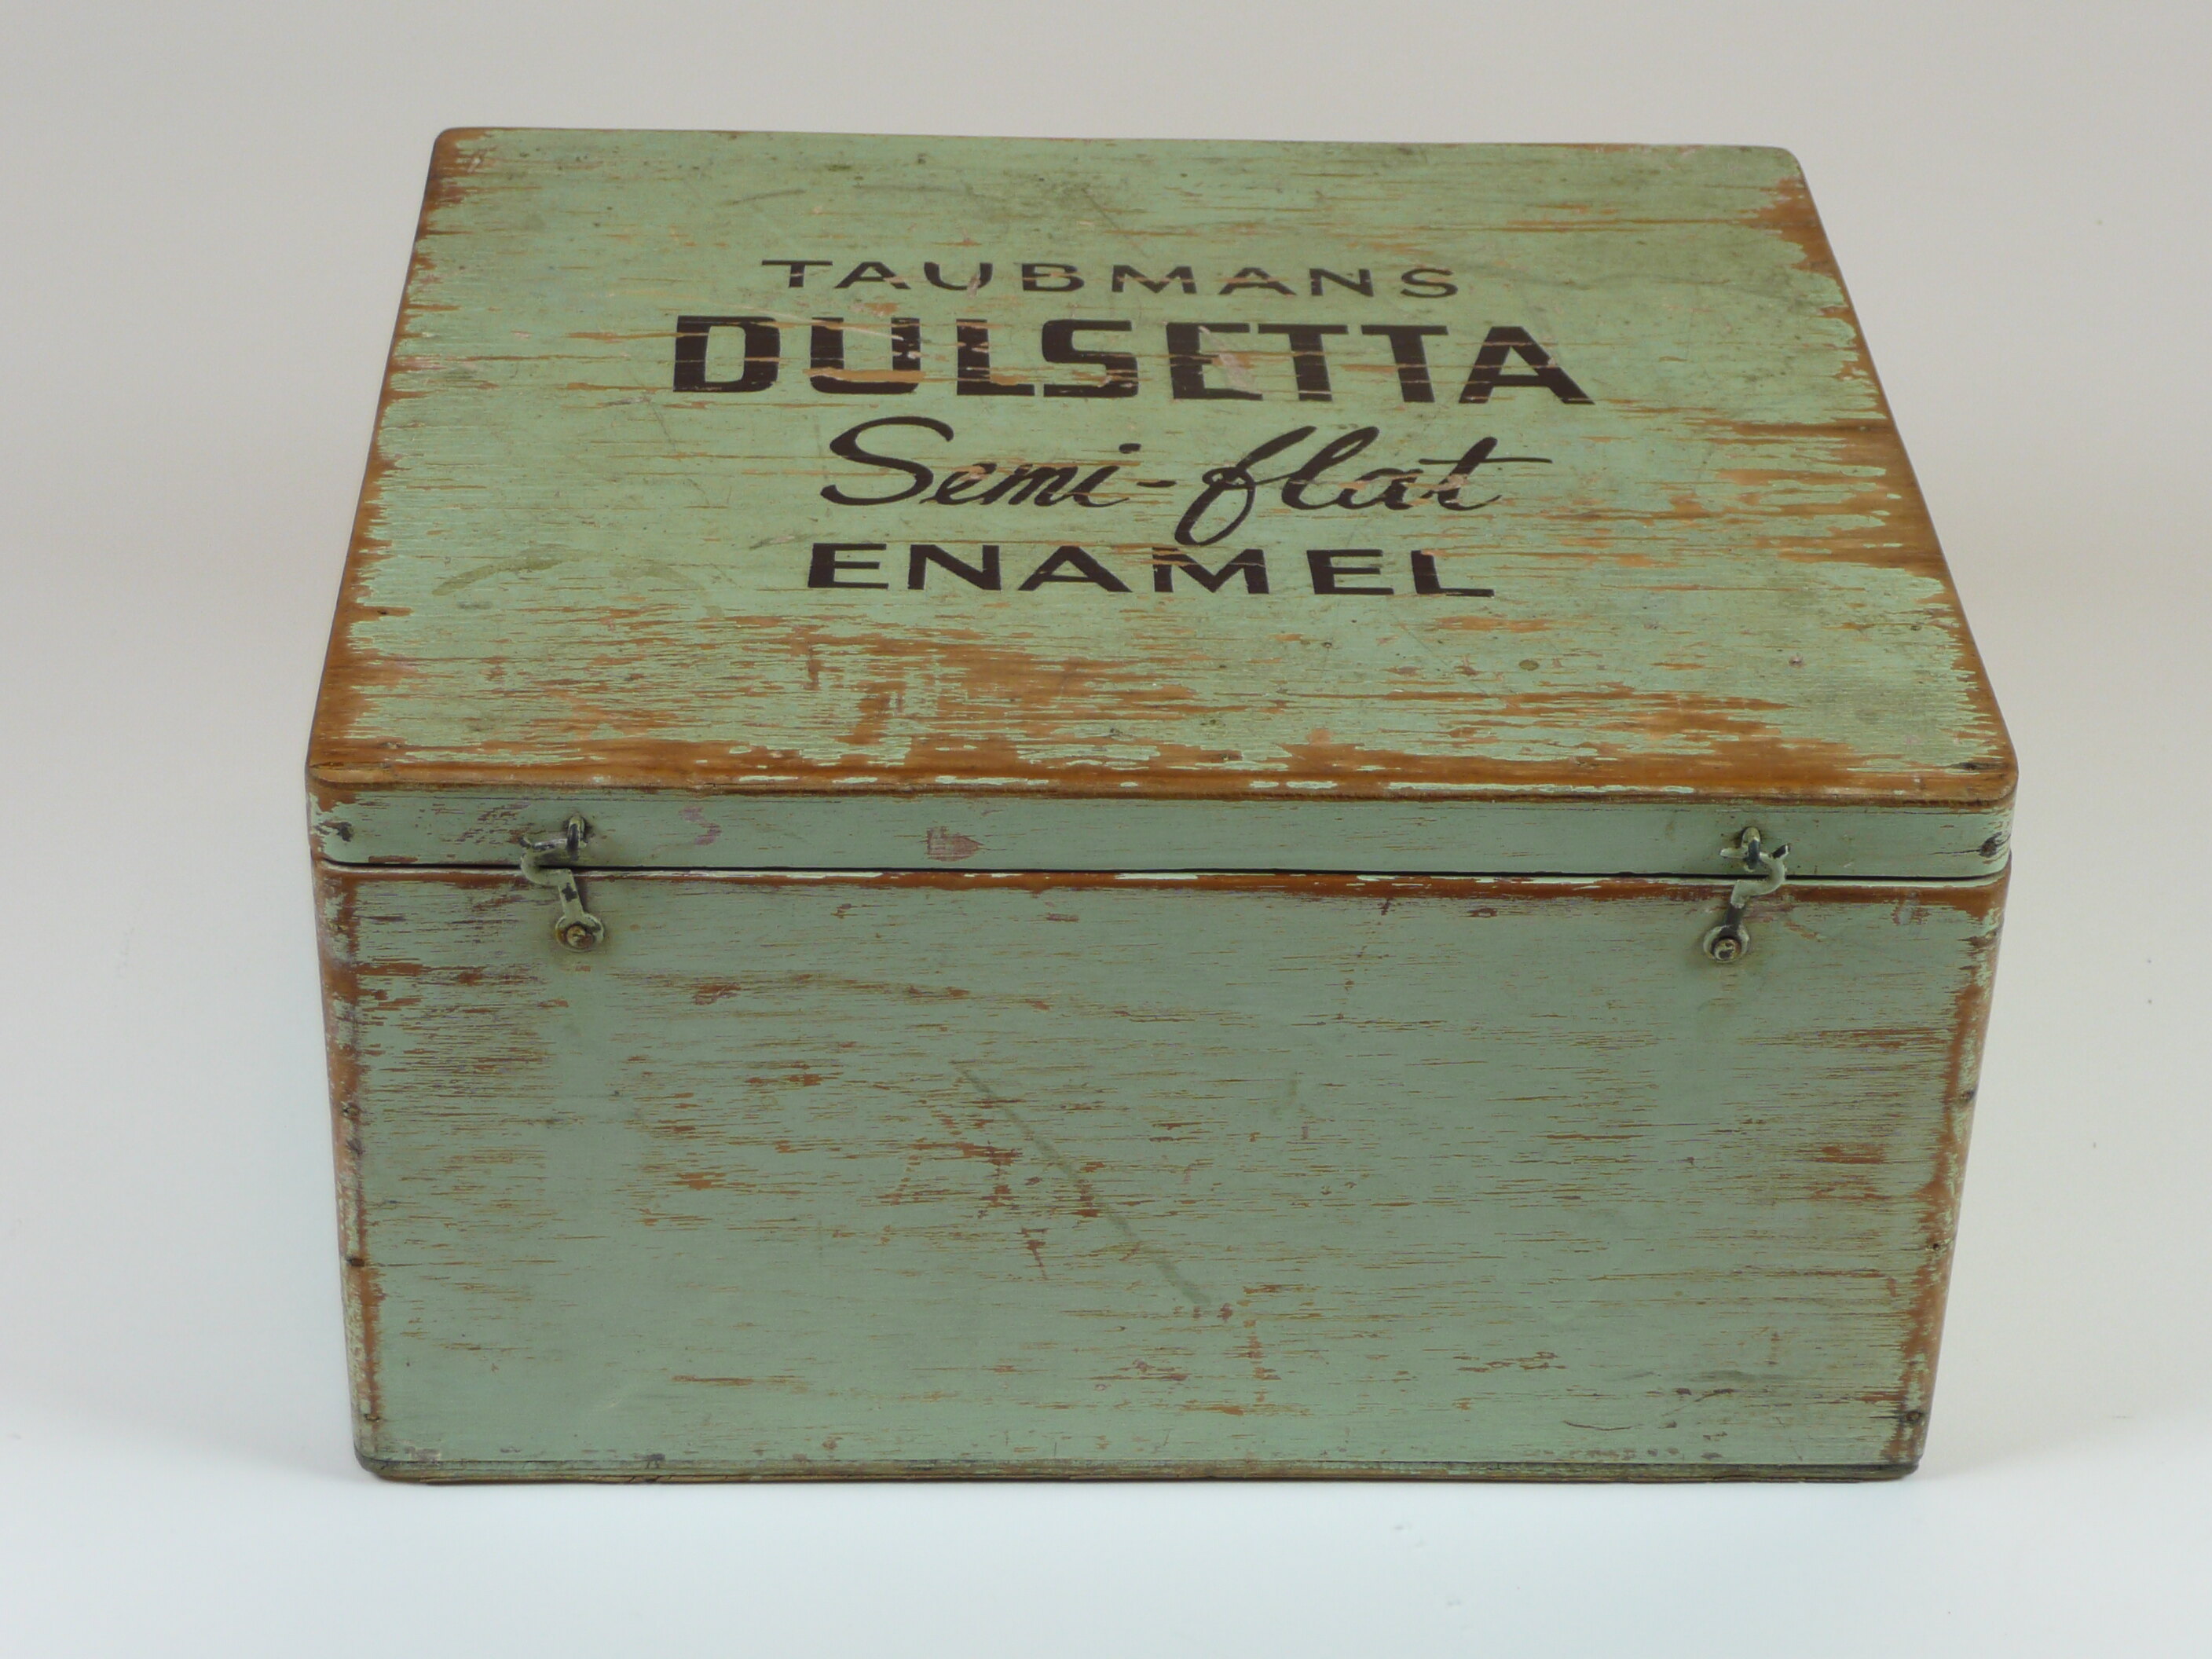 TAUBMANS
DULSETTA
Semi-flat
ENAMEL